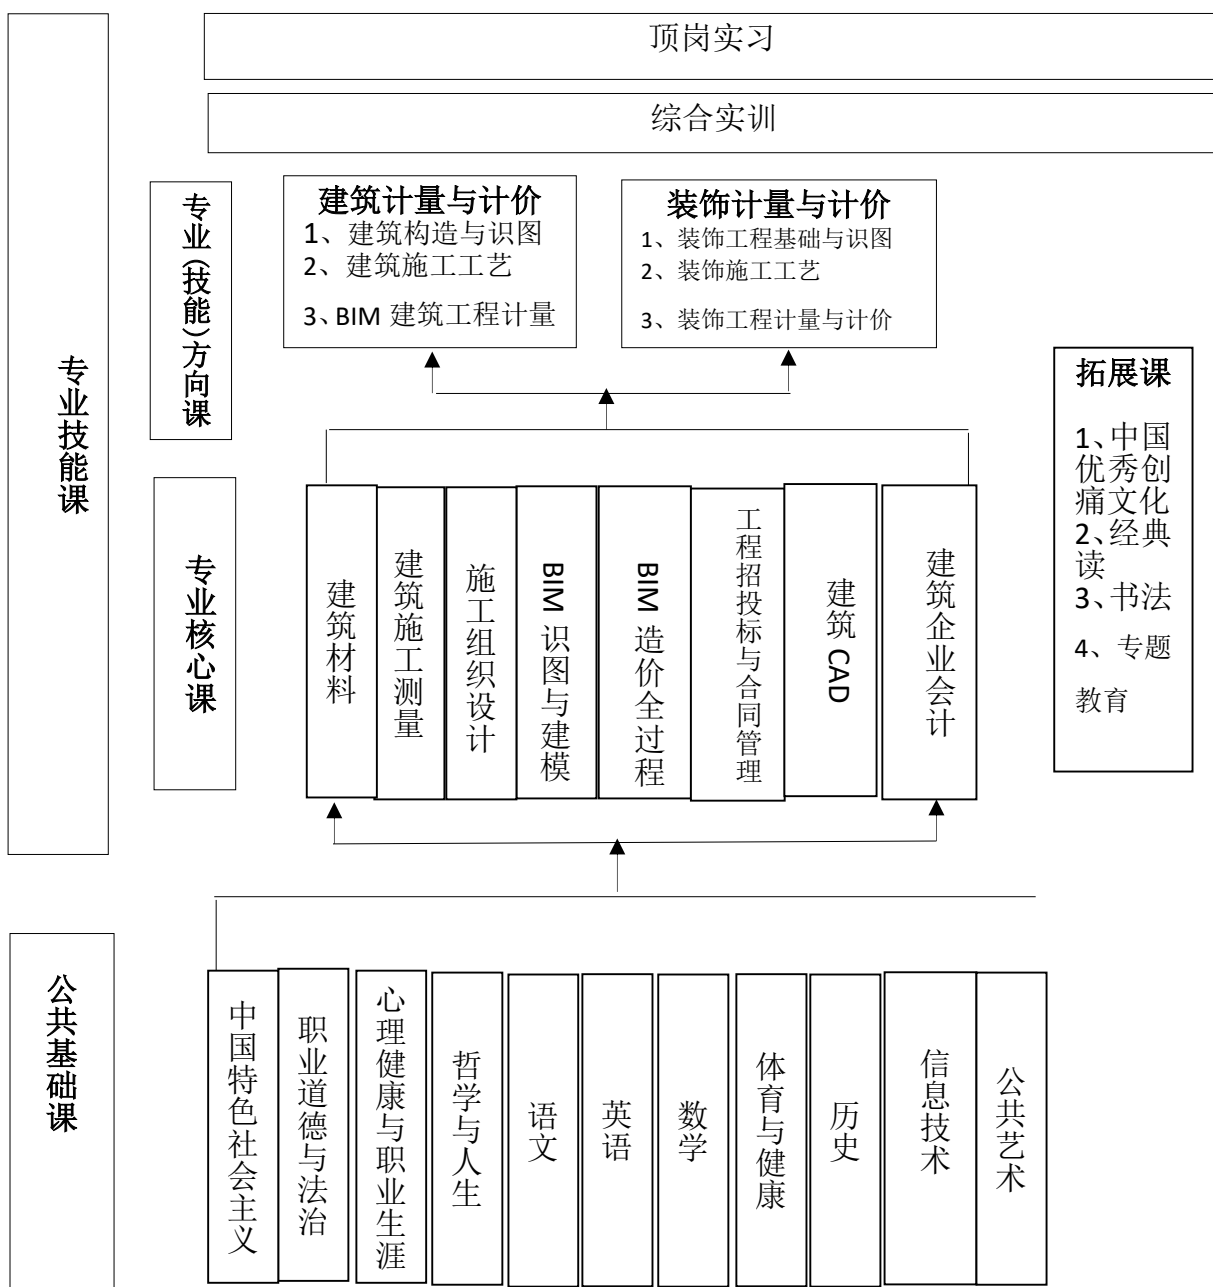 顶岗实习
综合实训
专业技能课
专业（技能）方向课
建筑计量与计价
1、建筑构造与识图
2、建筑施工工艺
3、BIM 建筑工程计量
装饰计量与计价
1、装饰工程基础与识图
2、装饰施工工艺
3、装饰工程计量与计价
拓展课
1、中国
优秀创
痛文化
2、经典
读
3、书法
4、专题
教育
专业核心课
建筑材料
建筑施工测量
施工组织设计
BIM 识图与建模
BIM 造价全过程
工程招投标与合同管理
建筑 CAD
建筑企业会计
公共基础课
中国特色社会主义
职业道德与法治
心理健康与职业生涯
哲学与人生
语文
英语
数学
体育与健康
历史
信息技术
公共艺术